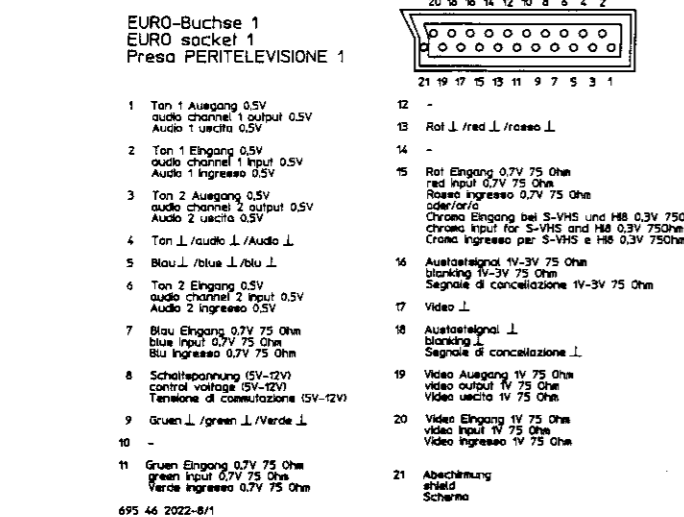 EURO-Buchse 1
EURO socket 1
Presa PERITELEVISIONE 1
20 18 16 14 12 10 8 6 4 2
21 19 17 15 13 11 9 7 5 3 1
1 Ton 1 Ausgang 0,5V
audio channel 1 output 0.5V
Audio 1 uscita 0,5V
2 Ton 1 Eingang 0,5V
audio channel 1 input 0.5V
Audio 1 ingresso 0,5V
3 Ton 2 Ausgang 0,5V
audio channel 2 output 0,5V
Audio 2 uscita 0,5V
4 Ton ⊥ /audio ⊥ /Audio ⊥
5 Blau ⊥ /blue ⊥ /blu ⊥
6 Ton 2 Eingang 0.5V
audio channel 2 input 0.5V
Audio 2 ingresso 0,5V
7 Blau Eingang 0,7V 75 Ohm
blue input 0,7V 75 Ohm
Blu ingresso 0,7V 75 Ohm
8 Schaltspannung (5V-12V)
control voltage (5V-12V)
Tensione di commutazione (5V-12V)
9 Gruen ⊥ /green ⊥ /Verde ⊥
10 -
11 Gruen Eingang 0.7V 75 Ohm
green input 0,7V 75 Ohm
Verde ingresso 0.7V 75 Ohm
695 46 2022-8/1
12 -
13 Rot ⊥ /red ⊥ /rosso ⊥
14 -
15 Rot Eingang 0,7V 75 Ohm
red input 0,7V 75 Ohm
Rosso ingresso 0,7V 75 Ohm
oder/or/o
Chroma Eingang bei S-VHS und Hi8 0,3V 750
chroma input for S-VHS and Hi8 0,3V 750hm
Croma ingresso per S-VHS e Hi8 0,3V 750hm
16 Austastsignal 1V-3V 75 Ohm
blanking 1V-3V 75 Ohm
Segnale di cancellazione 1V-3V 75 Ohm
17 Video ⊥
18 Austastsignal ⊥
blanking ⊥
Segnale di cancellazione ⊥
19 Video Ausgang 1V 75 Ohm
video output 1V 75 Ohm
Video uscita 1V 75 Ohm
20 Video Eingang 1V 75 Ohm
video input 1V 75 Ohm
Video ingresso 1V 75 Ohm
21 Abschirmung
shield
Schermo